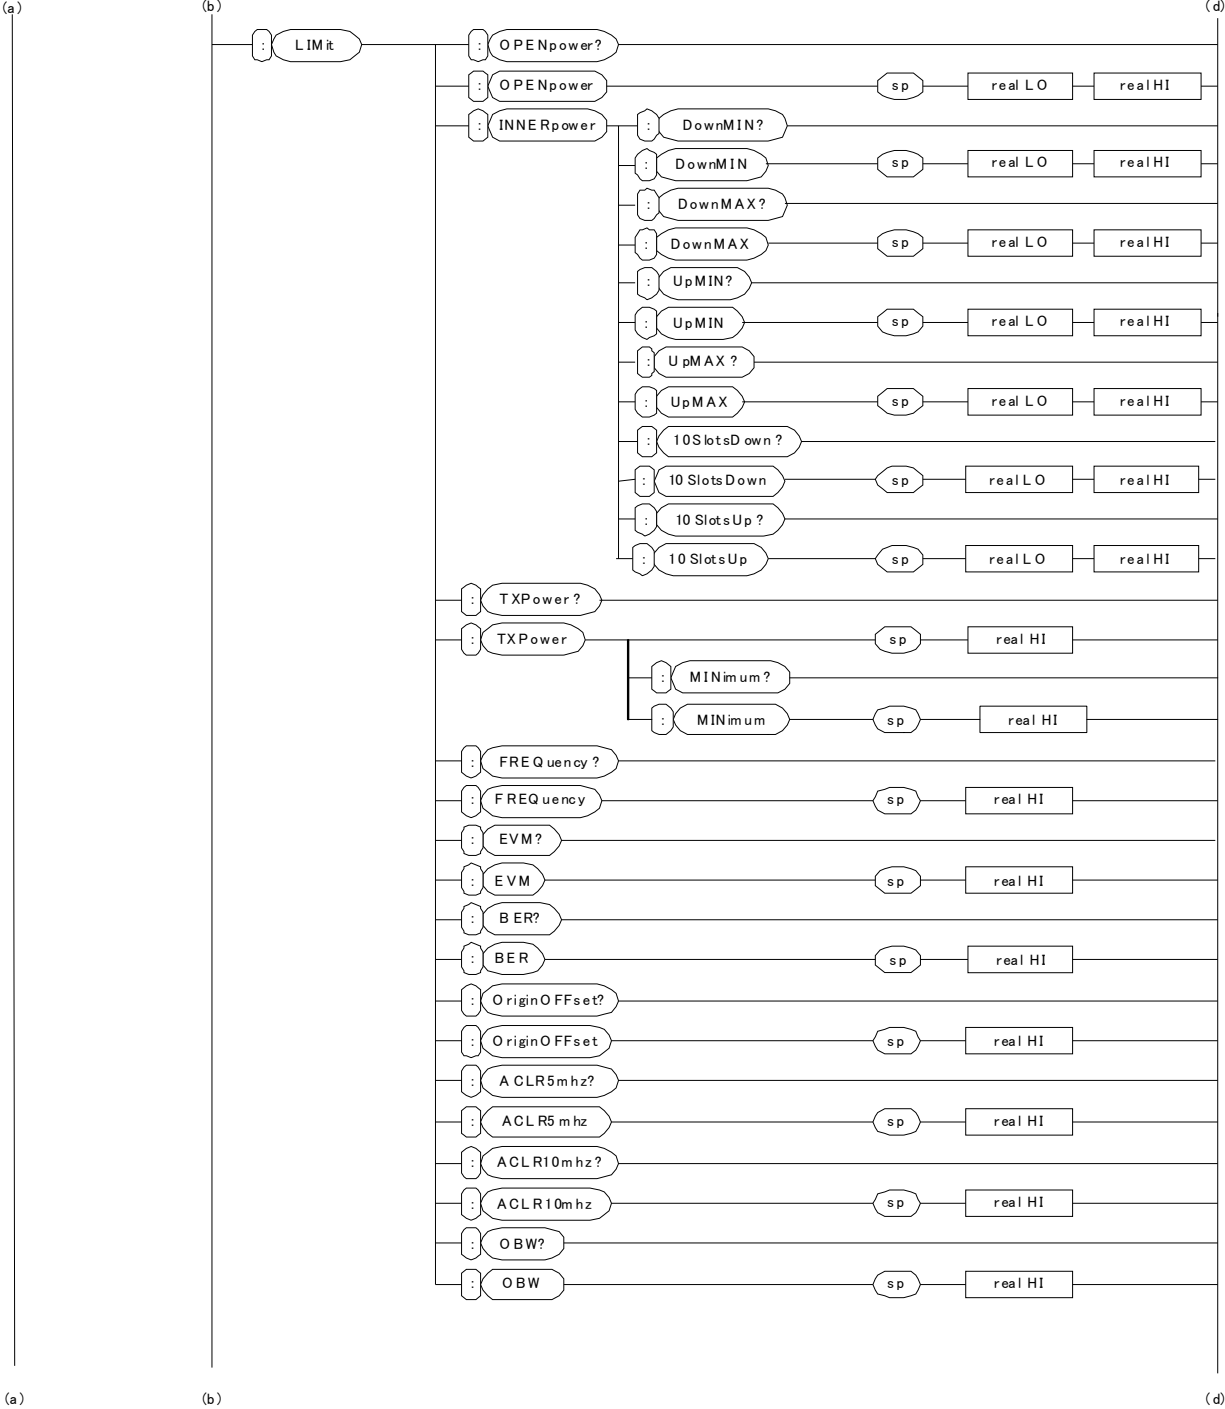 (a) (b) (d)
: LIMit : OPENpower?
: OPENpower sp real LO real HI
: INNERpower : DownMIN?
: DownMIN sp real LO real HI
: DownMAX?
: DownMAX sp real LO real HI
: UpMIN?
: UpMIN sp real LO real HI
: UpMAX?
: UpMAX sp real LO real HI
: 10SlotsDown?
: 10SlotsDown sp real LO real HI
: 10SlotsUp?
: 10SlotsUp sp real LO real HI
: TXPower?
: TXPower sp real HI
: MINimum?
: MINimum sp real HI
: FREQuency?
: FREQuency sp real HI
: EVM?
: EVM sp real HI
: BER?
: BER sp real HI
: OriginOFFset?
: OriginOFFset sp real HI
: ACLR5mhz?
: ACLR5mhz sp real HI
: ACLR10mhz?
: ACLR10mhz sp real HI
: OBW?
: OBW sp real HI
(a) (b) (d)